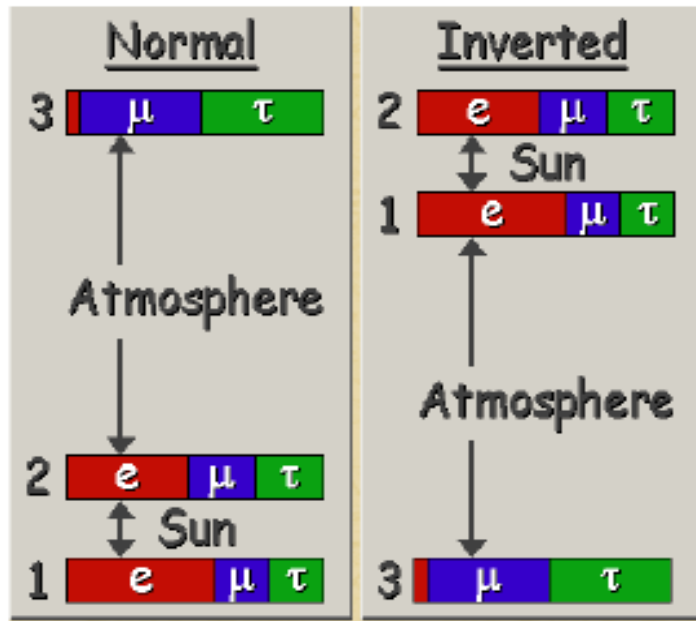 Normal
3 μ τ
Atmosphere
2 e μ τ
Sun
1 e μ τ
Inverted
2 e μ τ
Sun
1 e μ τ
Atmosphere
3 μ τ